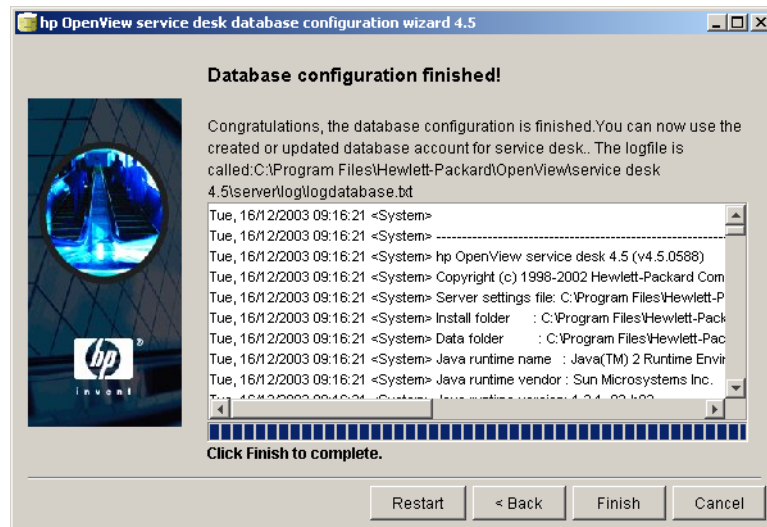 hp OpenView service desk database configuration wizard 4.5
Database configuration finished!
Congratulations, the database configuration is finished.You can now use the
created or updated database account for service desk.. The logfile is
called:C:\Program Files\Hewlett-Packard\OpenView\service desk
4.5\server\log\logdatabase.txt
Tue, 16/12/2003 09:16:21 <System>
Tue, 16/12/2003 09:16:21 <System> ------------------------------------------------------------
Tue, 16/12/2003 09:16:21 <System> hp OpenView service desk 4.5 (v4.5.0588)
Tue, 16/12/2003 09:16:21 <System> Copyright (c) 1998-2002 Hewlett-Packard Com
Tue, 16/12/2003 09:16:21 <System> Server settings file: C:\Program Files\Hewlett-P
Tue, 16/12/2003 09:16:21 <System> Install folder : C:\Program Files\Hewlett-Pack
Tue, 16/12/2003 09:16:21 <System> Data folder : C:\Program Files\Hewlett-Pac
Tue, 16/12/2003 09:16:21 <System> Java runtime name : Java(TM) 2 Runtime Envir
Tue, 16/12/2003 09:16:21 <System> Java runtime vendor : Sun Microsystems Inc.
hp
invent
Click Finish to complete.
Restart
< Back
Finish
Cancel